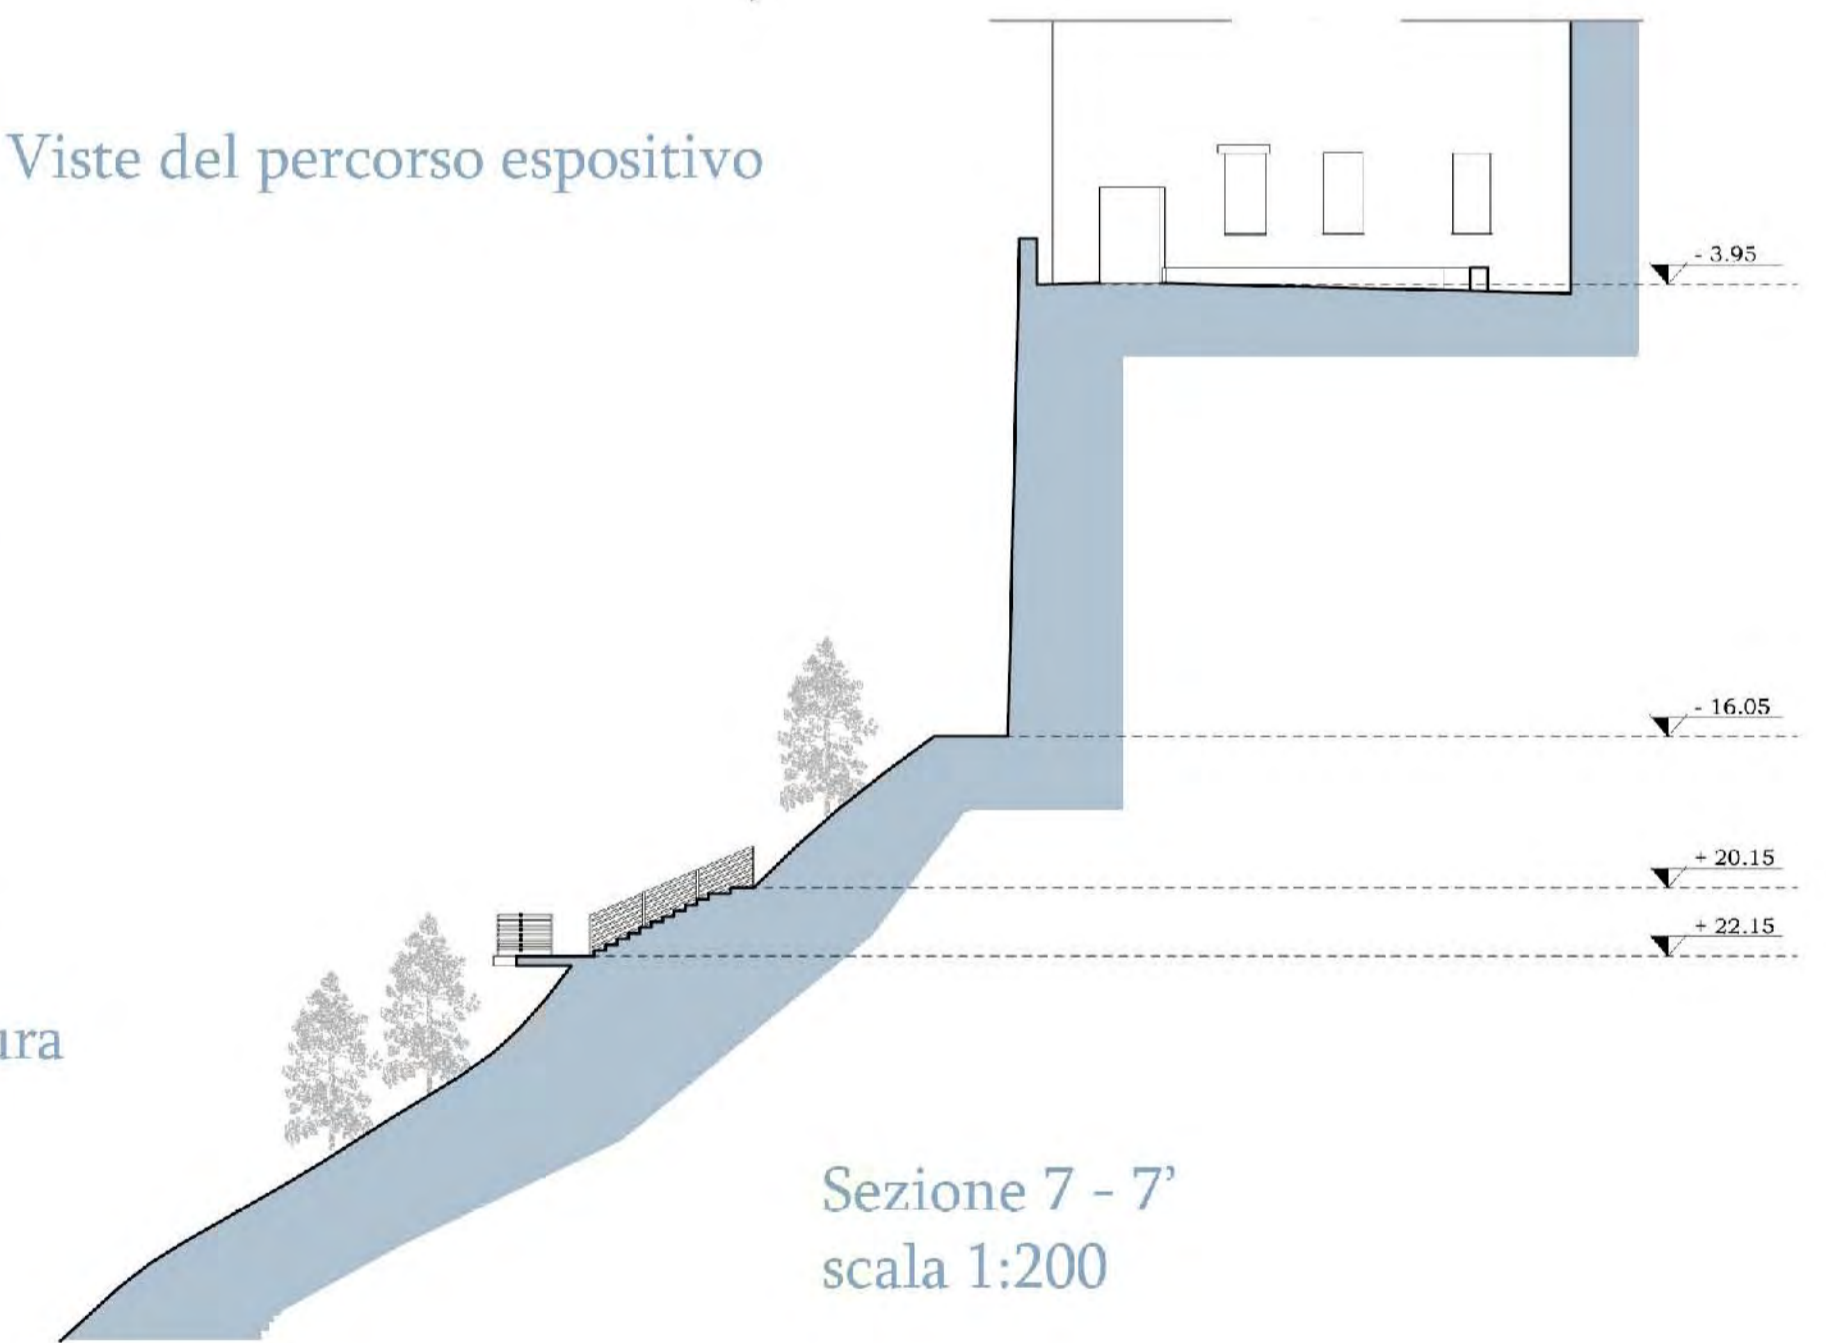 Viste del percorso espositivo
- 3.95
- 16.05
+ 20.15
+ 22.15
ura
Sezione 7 - 7’
scala 1:200